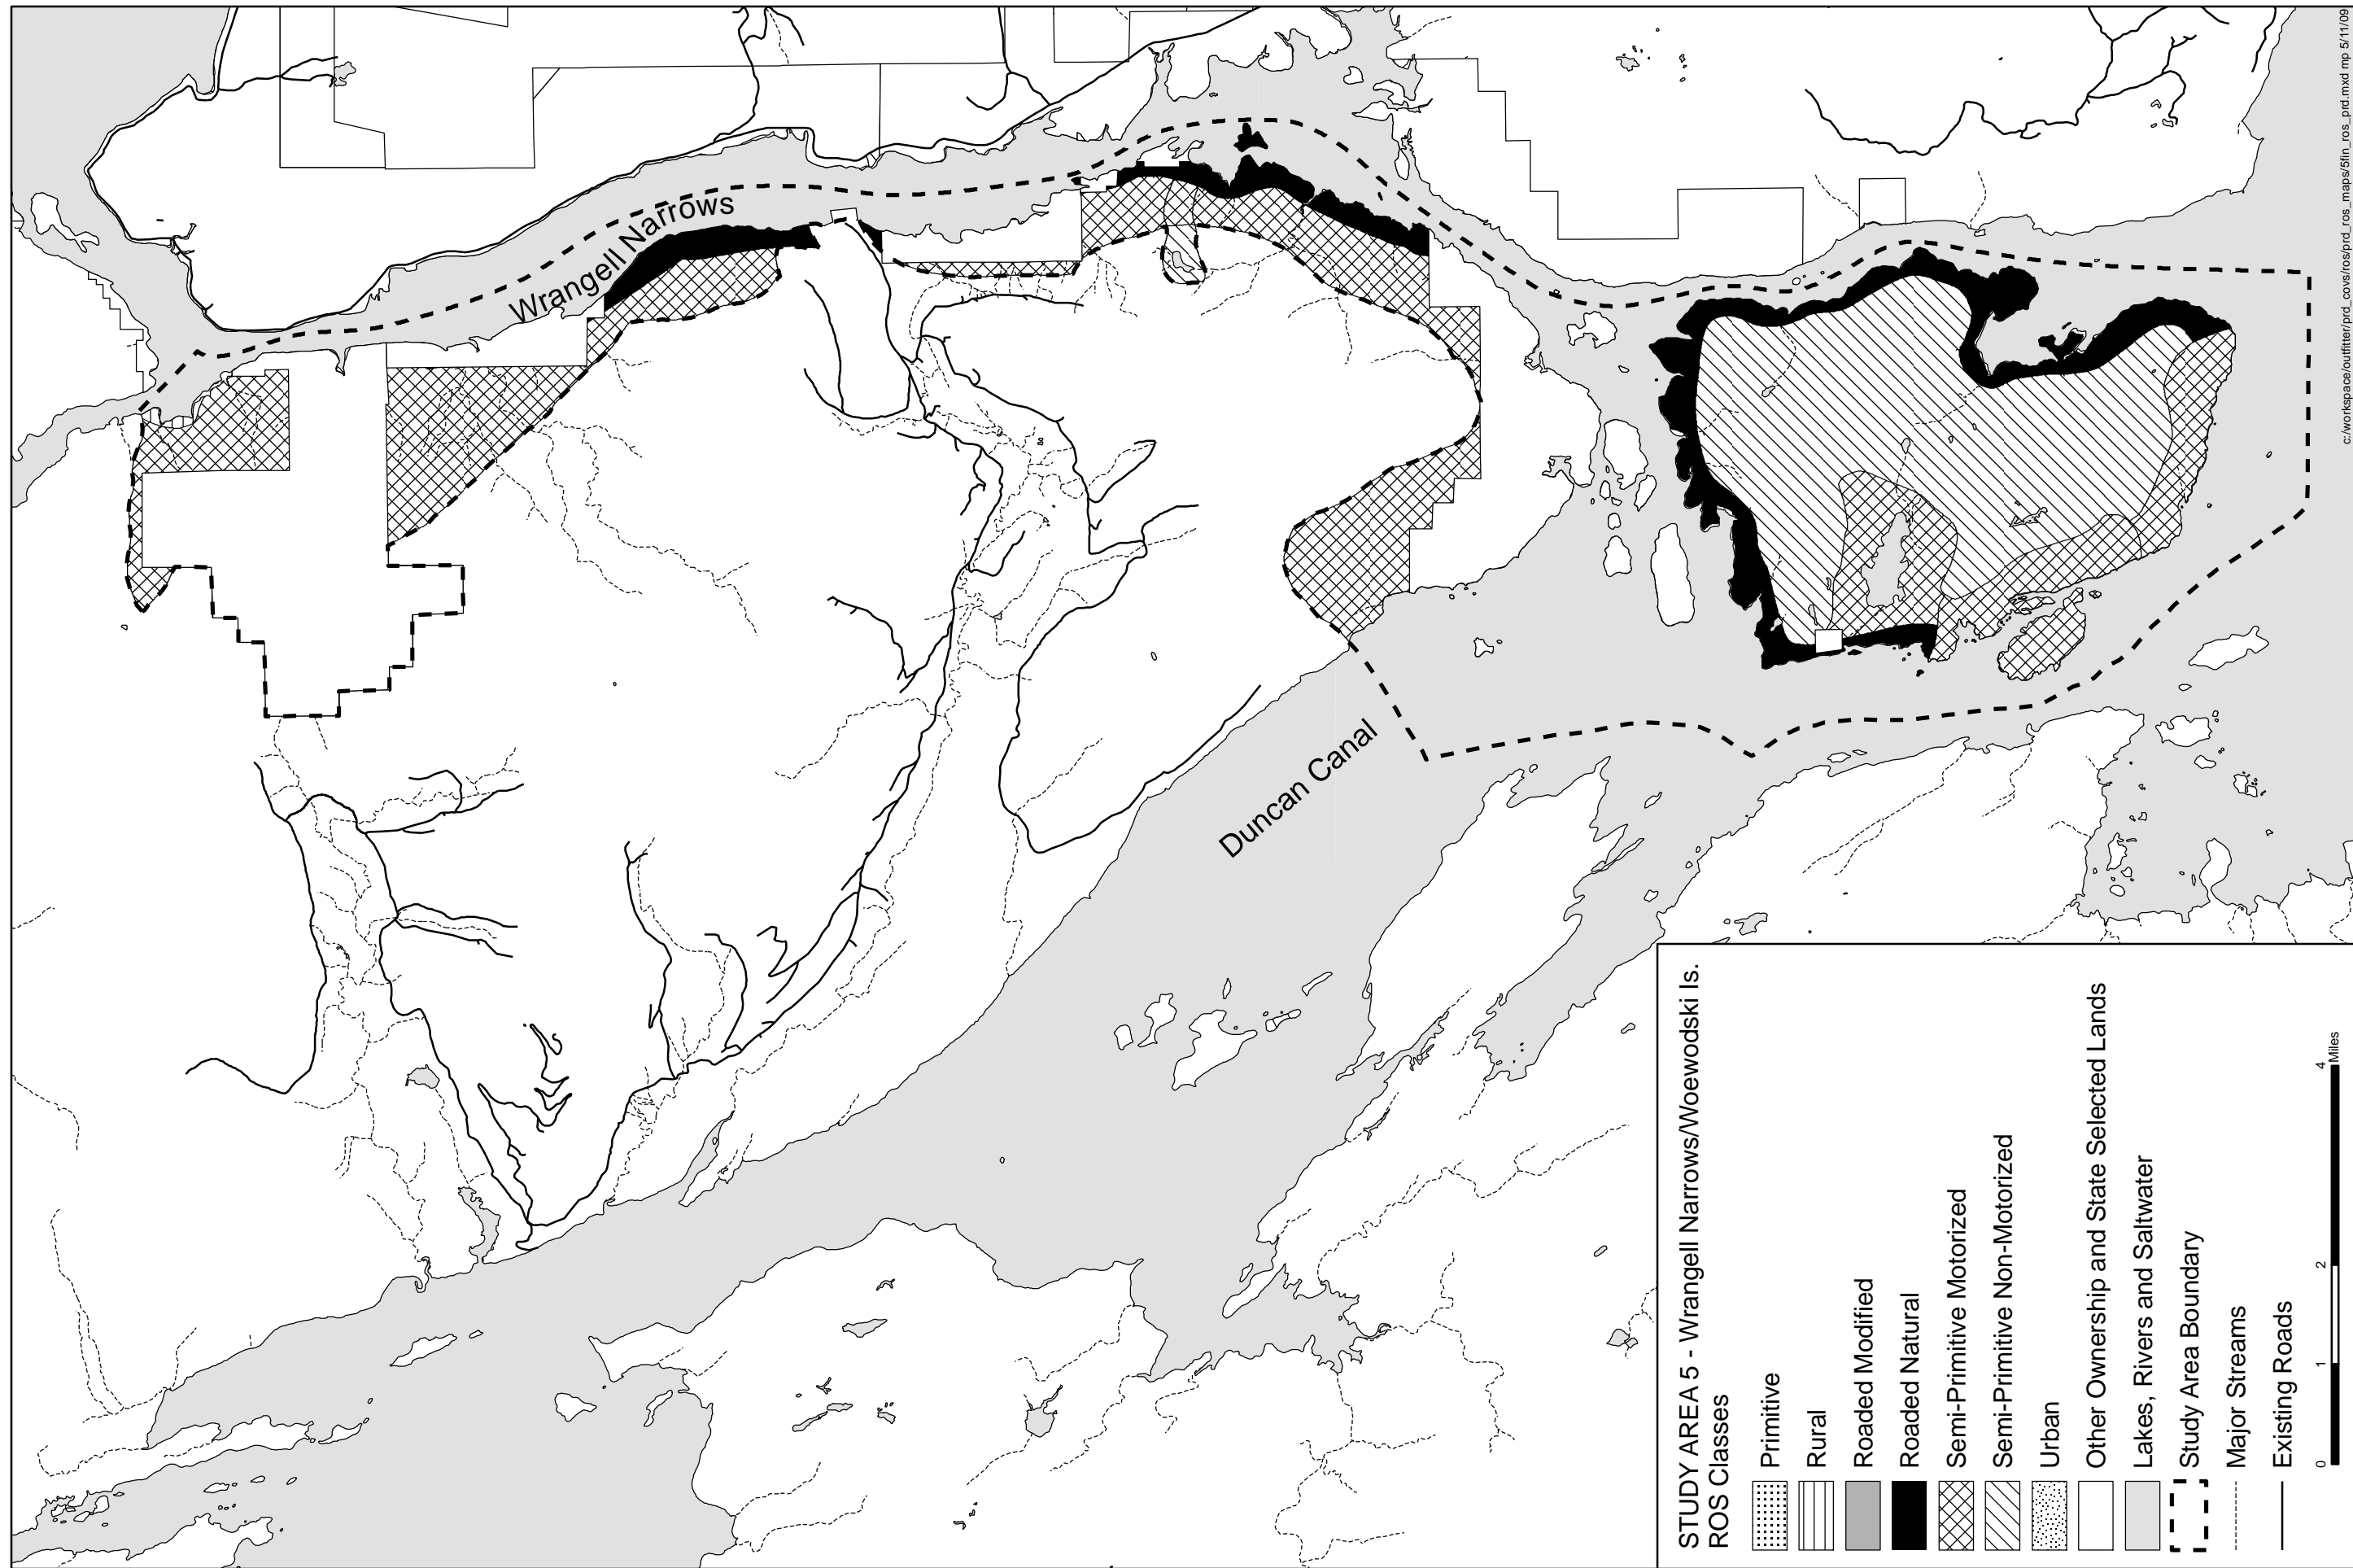 Wrangell Narrows
Duncan Canal
STUDY AREA 5 - Wrangell Narrows/Woewodski Is.
ROS Classes
Primitive
Rural
Roaded Modified
Roaded Natural
Semi-Primitive Motorized
Semi-Primitive Non-Motorized
Urban
Other Ownership and State Selected Lands
Lakes, Rivers and Saltwater
Study Area Boundary
Major Streams
Existing Roads
0 1 2 4 Miles
c:/workspace/outfitter/prd_covs/ros/prd_ros_maps/5fin_ros_prd.mxd mp 5/11/09